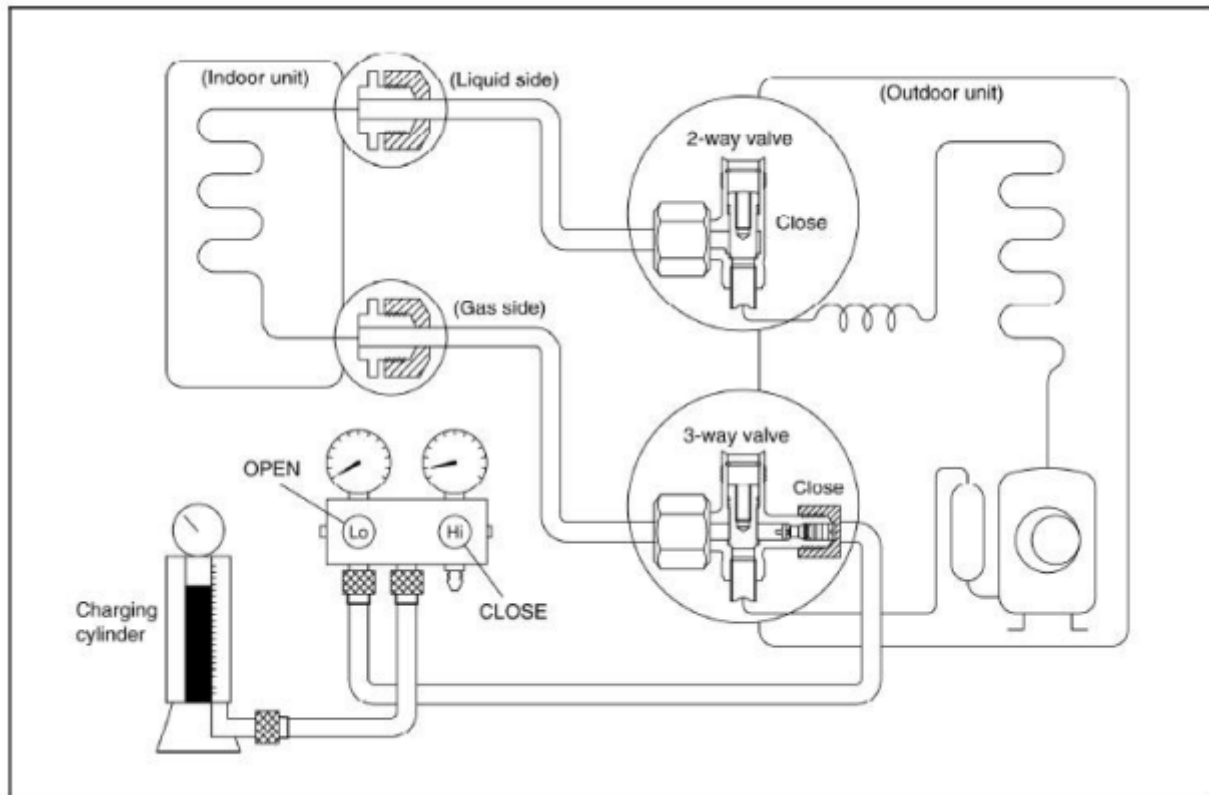 (Indoor unit)
(Liquid side)
(Outdoor unit)
2-way valve
Close
(Gas side)
3-way valve
Close
OPEN
Lo
Hi
CLOSE
Charging
cylinder